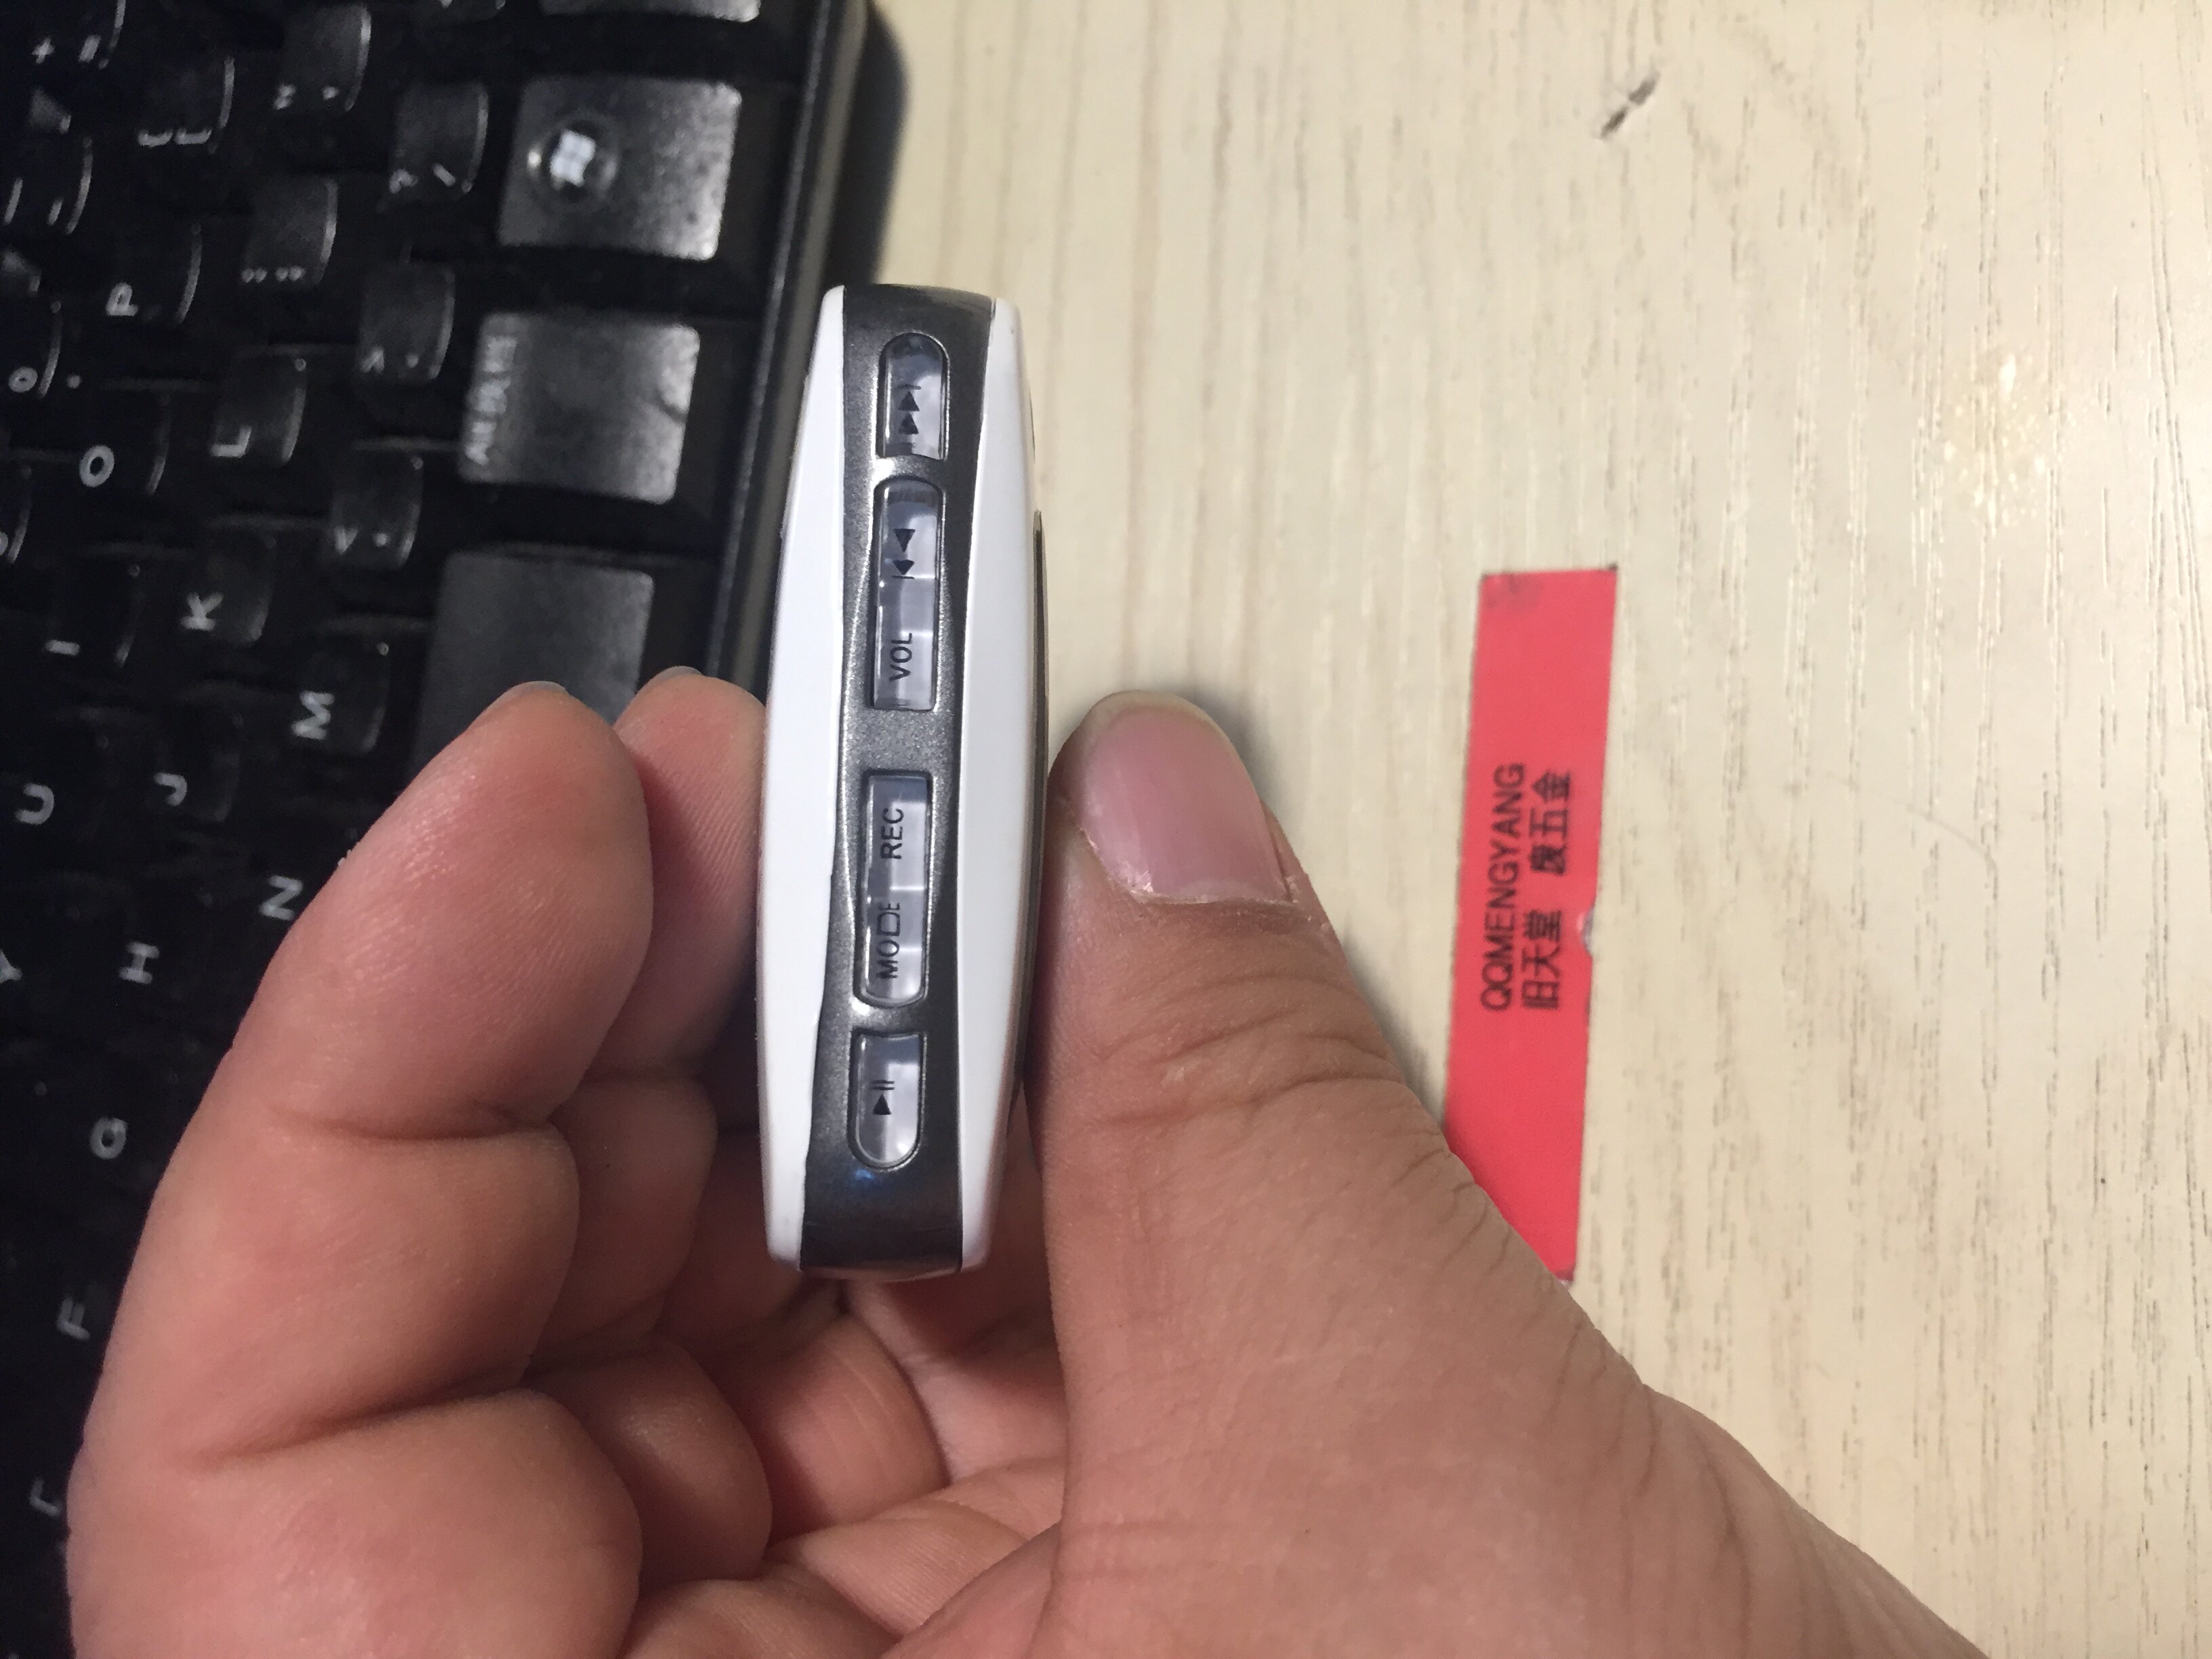 VOL
REC
MODE
QQMENGYANG
旧天堂 废五金
P
O
L
I
K
M
U
J
N
Y
H
G
F